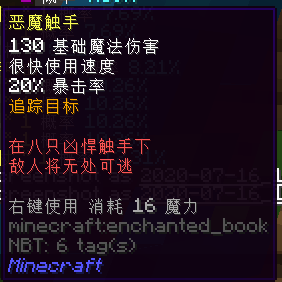 恶魔触手
130 基础魔法伤害
很快使用速度
20% 暴击率
追踪目标
在八只凶悍触手下
敌人将无处可逃
右键使用 消耗 16 魔力
minecraft:enchanted_book
NBT: 6 tag(s)
Minecraft